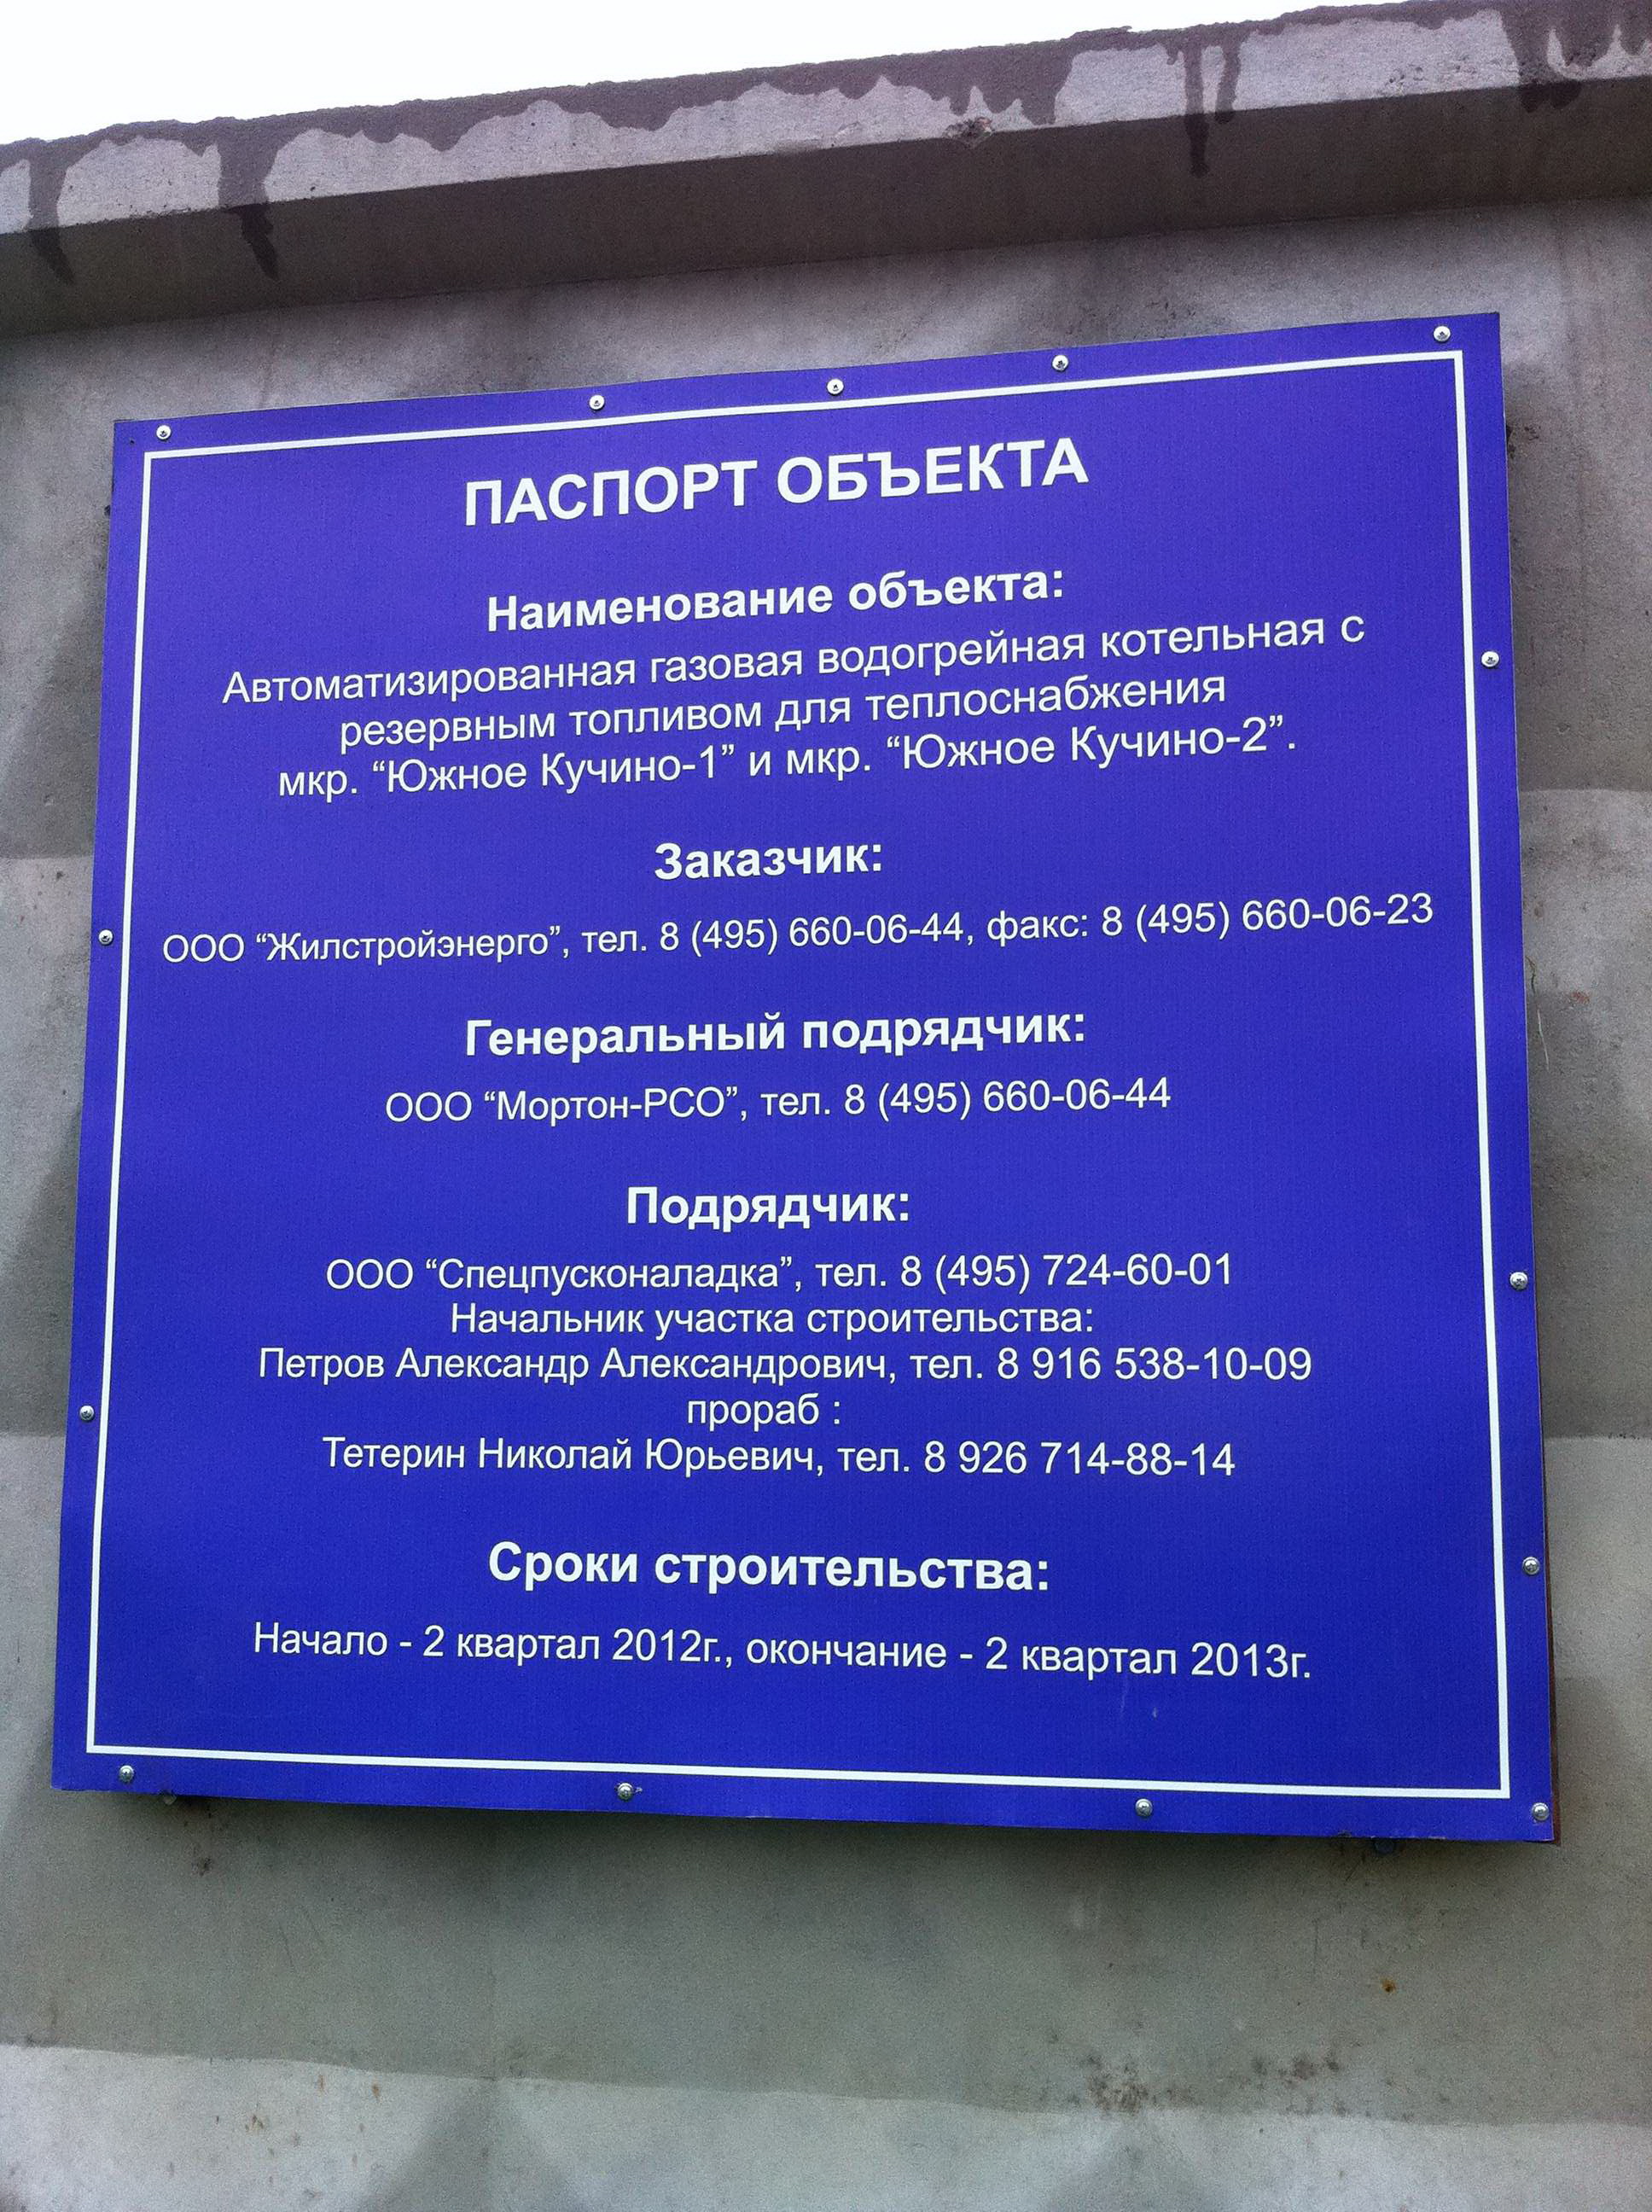 ПАСПОРТ ОБЪЕКТА
Наименование объекта:
Автоматизированная газовая водогрейная котельная с
резервным топливом для теплоснабжения
мкр. “Южное Кучино-1” и мкр. “Южное Кучино-2”.
Заказчик:
ООО “Жилстройэнерго”, тел. 8 (495) 660-06-44, факс: 8 (495) 660-06-23
Генеральный подрядчик:
ООО “Мортон-РСО”, тел. 8 (495) 660-06-44
Подрядчик:
ООО “Спецпусконаладка”, тел. 8 (495) 724-60-01
Начальник участка строительства:
Петров Александр Александрович, тел. 8 916 538-10-09
прораб :
Тетерин Николай Юрьевич, тел. 8 926 714-88-14
Сроки строительства:
Начало - 2 квартал 2012г., окончание - 2 квартал 2013г.